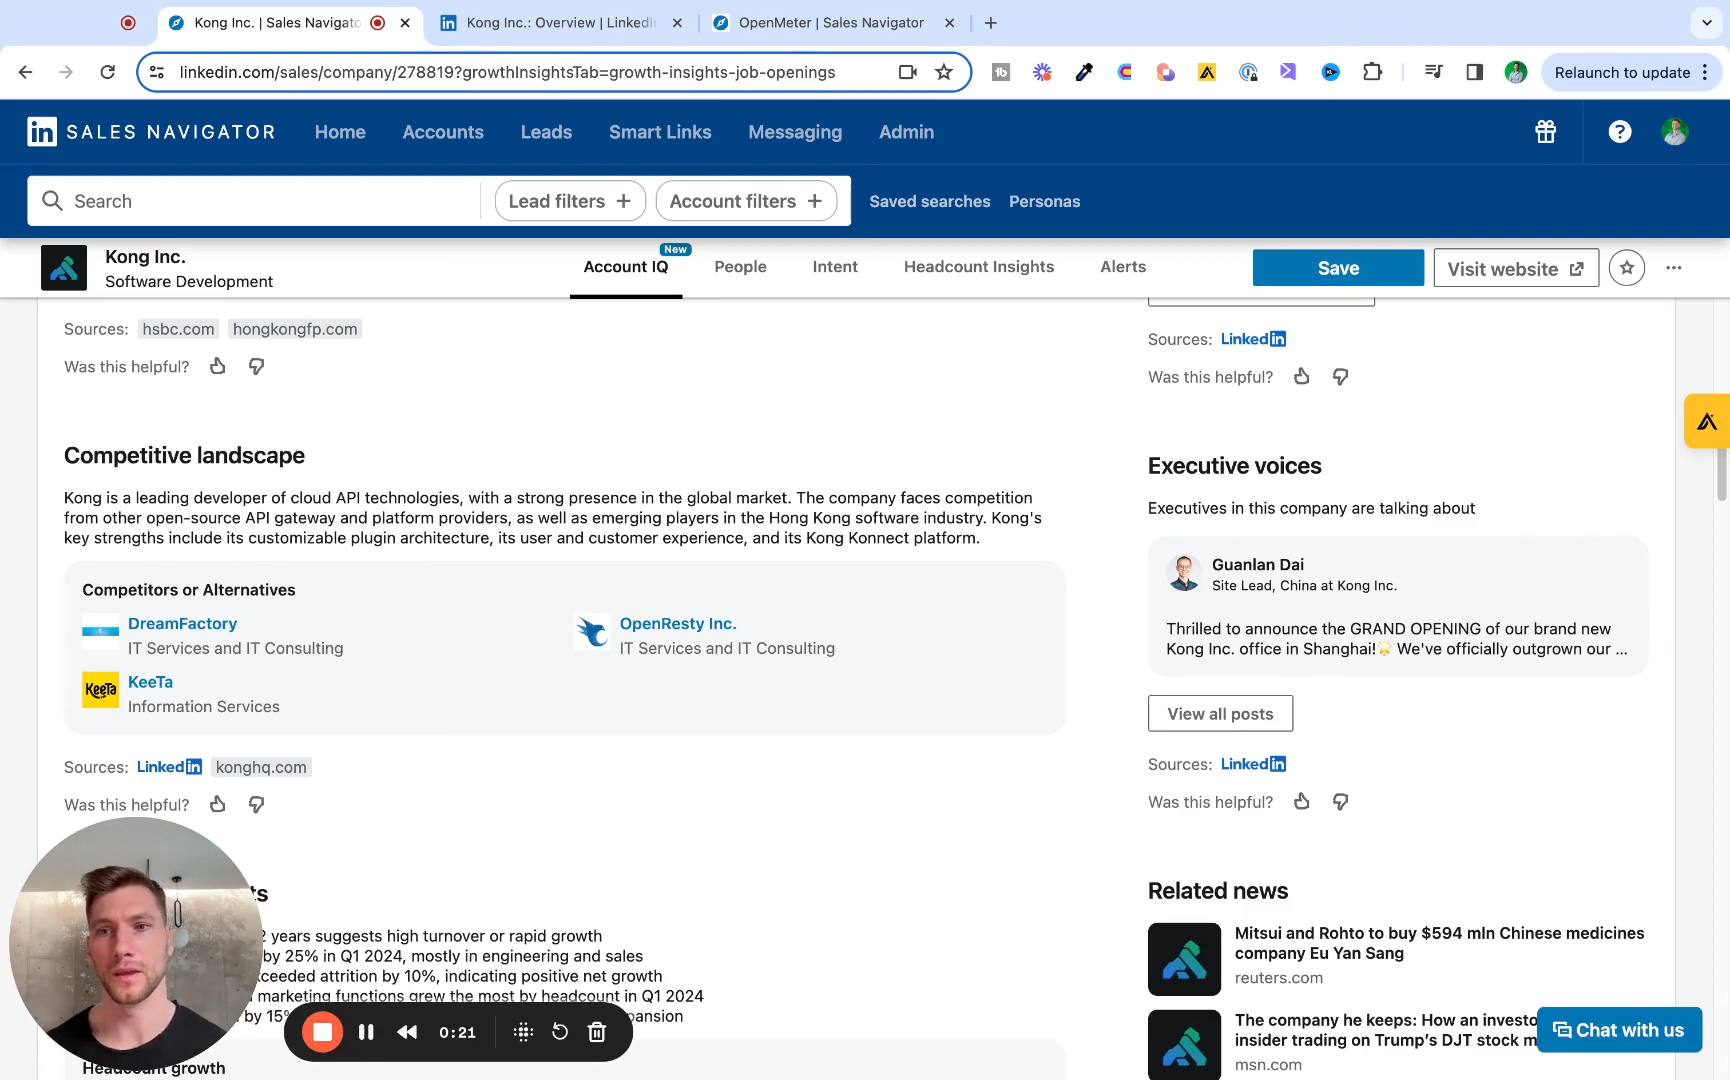 Kong Inc. | Sales Navigato
Kong Inc.: Overview | LinkedIn
OpenMeter | Sales Navigator
linkedin.com/sales/company/278819?growthInsightsTab=growth-insights-job-openings
Relaunch to update
in SALES NAVIGATOR
Home
Accounts
Leads
Smart Links
Messaging
Admin
Search
Lead filters +
Account filters +
Saved searches
Personas
Kong Inc.
Software Development
New
Account IQ
People
Intent
Headcount Insights
Alerts
Save
Visit website
Sources: hsbc.com hongkongfp.com
Was this helpful?
Competitive landscape
Kong is a leading developer of cloud API technologies, with a strong presence in the global market. The company faces competition
from other open-source API gateway and platform providers, as well as emerging players in the Hong Kong software industry. Kong's
key strengths include its customizable plugin architecture, its user and customer experience, and its Kong Konnect platform.
Competitors or Alternatives
DreamFactory
IT Services and IT Consulting
OpenResty Inc.
IT Services and IT Consulting
KeeTa
KeeTa
Information Services
Sources: LinkedIn konghq.com
Was this helpful?
ts
2 years suggests high turnover or rapid growth
by 25% in Q1 2024, mostly in engineering and sales
xceeded attrition by 10%, indicating positive net growth
marketing functions grew the most by headcount in Q1 2024
by 15%
pansion
Headcount growth
0:21
Sources: LinkedIn
Was this helpful?
Executive voices
Executives in this company are talking about
Guanlan Dai
Site Lead, China at Kong Inc.
Thrilled to announce the GRAND OPENING of our brand new
Kong Inc. office in Shanghai!🌟 We've officially outgrown our ...
View all posts
Sources: LinkedIn
Was this helpful?
Related news
Mitsui and Rohto to buy $594 mln Chinese medicines
company Eu Yan Sang
reuters.com
The company he keeps: How an investo
insider trading on Trump's DJT stock m
msn.com
Chat with us